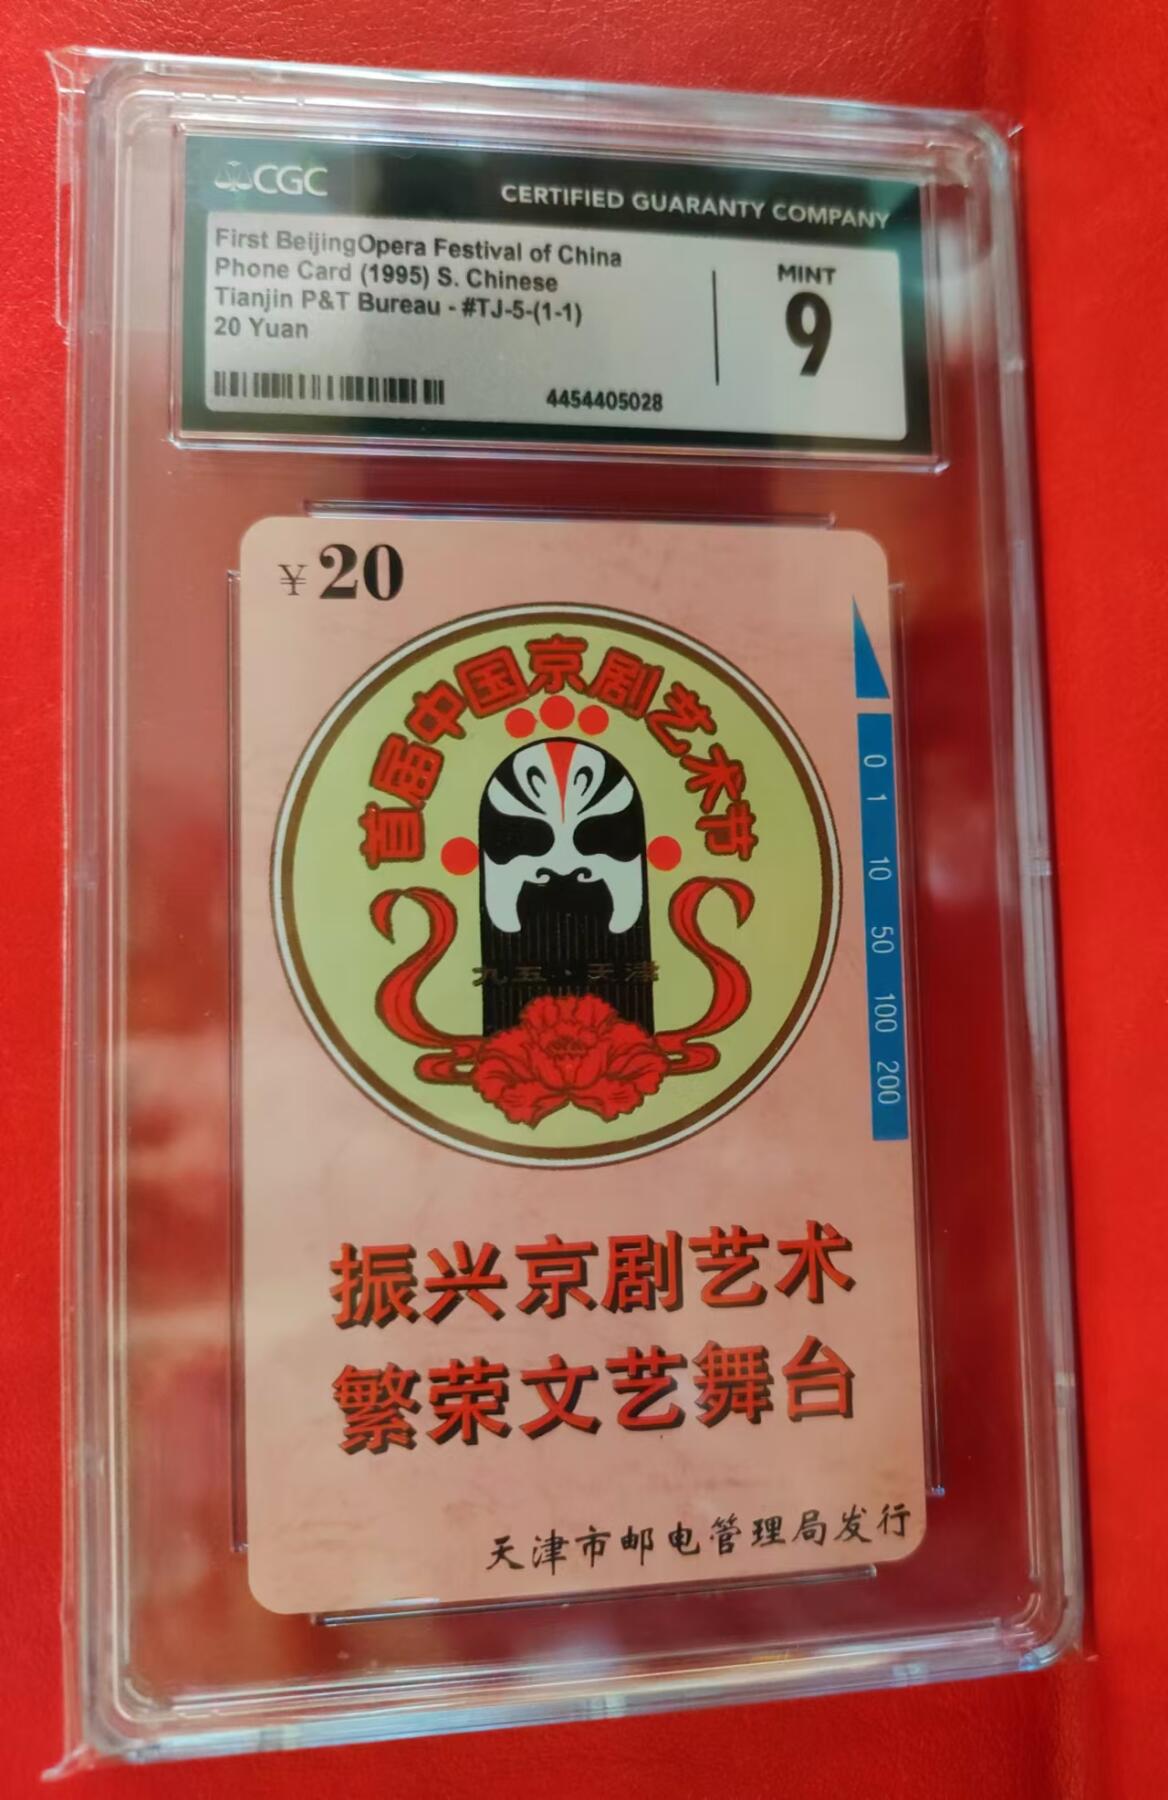 CGC
CERTIFIED GUARANTY COMPANY
First BeijingOpera Festival of China
Phone Card (1995) S. Chinese
Tianjin P&T Bureau - #TJ-5-(1-1)
20 Yuan
4454405028
MINT
9
¥20
首届中国京剧艺术节
九五·天津
0 1 10 50 100 200
振兴京剧艺术
繁荣文艺舞台
天津市邮电管理局发行